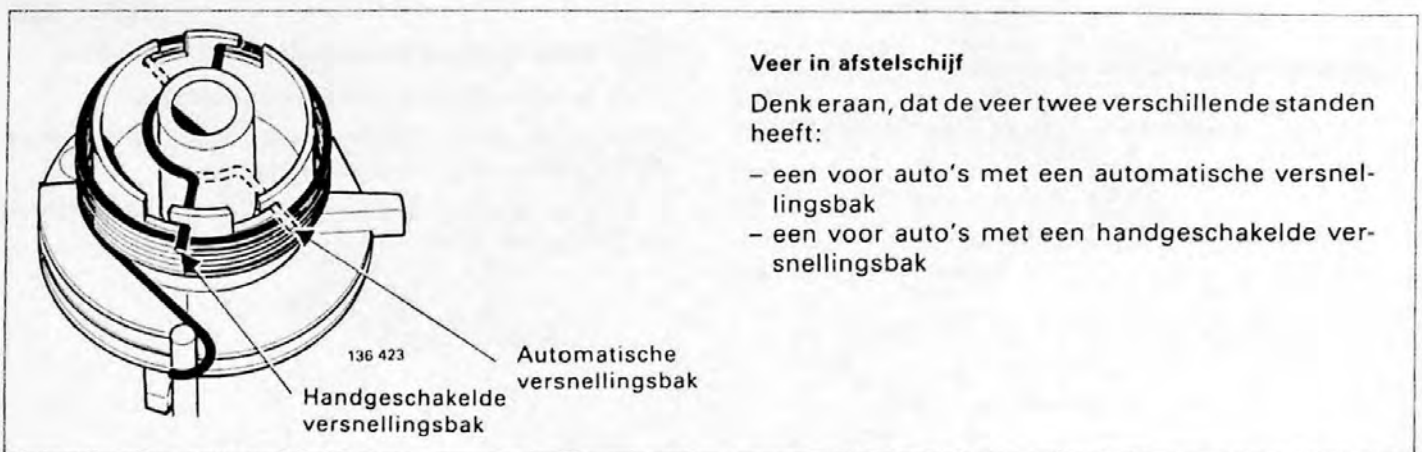 Veer in afstelschijf
Denk eraan, dat de veer twee verschillende standen
heeft:
– een voor auto's met een automatische versnel-
lingsbak
– een voor auto's met een handgeschakelde ver-
snellingsbak
136 423
Automatische
versnellingsbak
Handgeschakelde
versnellingsbak